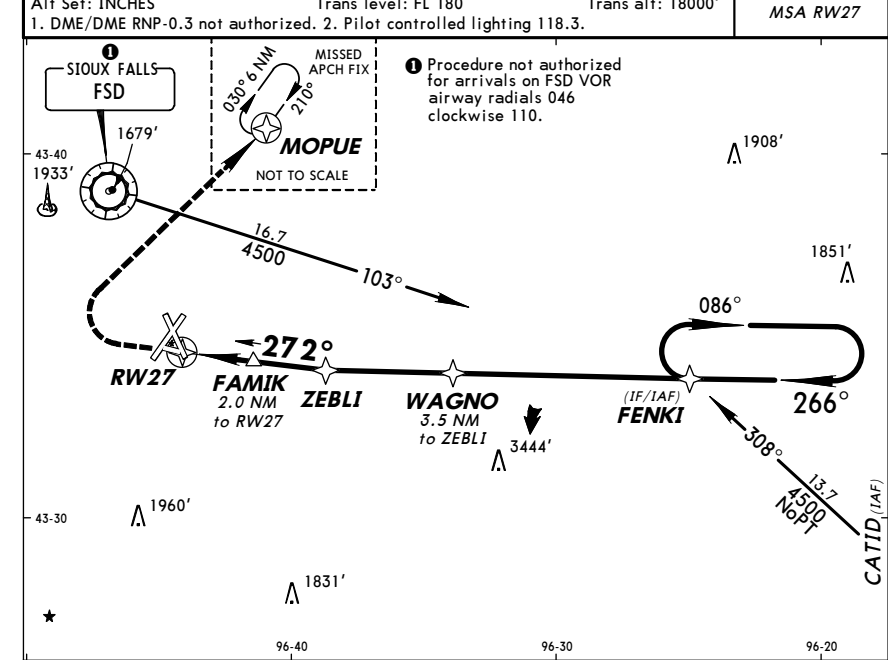 Alt Set: INCHES Trans level: FL 180 Trans alt: 18000'
1. DME/DME RNP-0.3 not authorized. 2. Pilot controlled lighting 118.3.
MSA RW27
1
SIOUX FALLS
FSD
1679'
43-40
1933'
030° 6 NM
210°
MISSED
APCH FIX
MOPUE
NOT TO SCALE
1 Procedure not authorized
for arrivals on FSD VOR
airway radials 046
clockwise 110.
1908'
1851'
16.7
4500
103°
086°
272°
RW27
FAMIK
2.0 NM
to RW27
ZEBLI
WAGNO
3.5 NM
to ZEBLI
(IF/IAF)
FENKI
266°
3444'
308°
13.7
4500
NoPT
CATID (IAF)
43-30
1960'
1831'
96-40
96-30
96-20